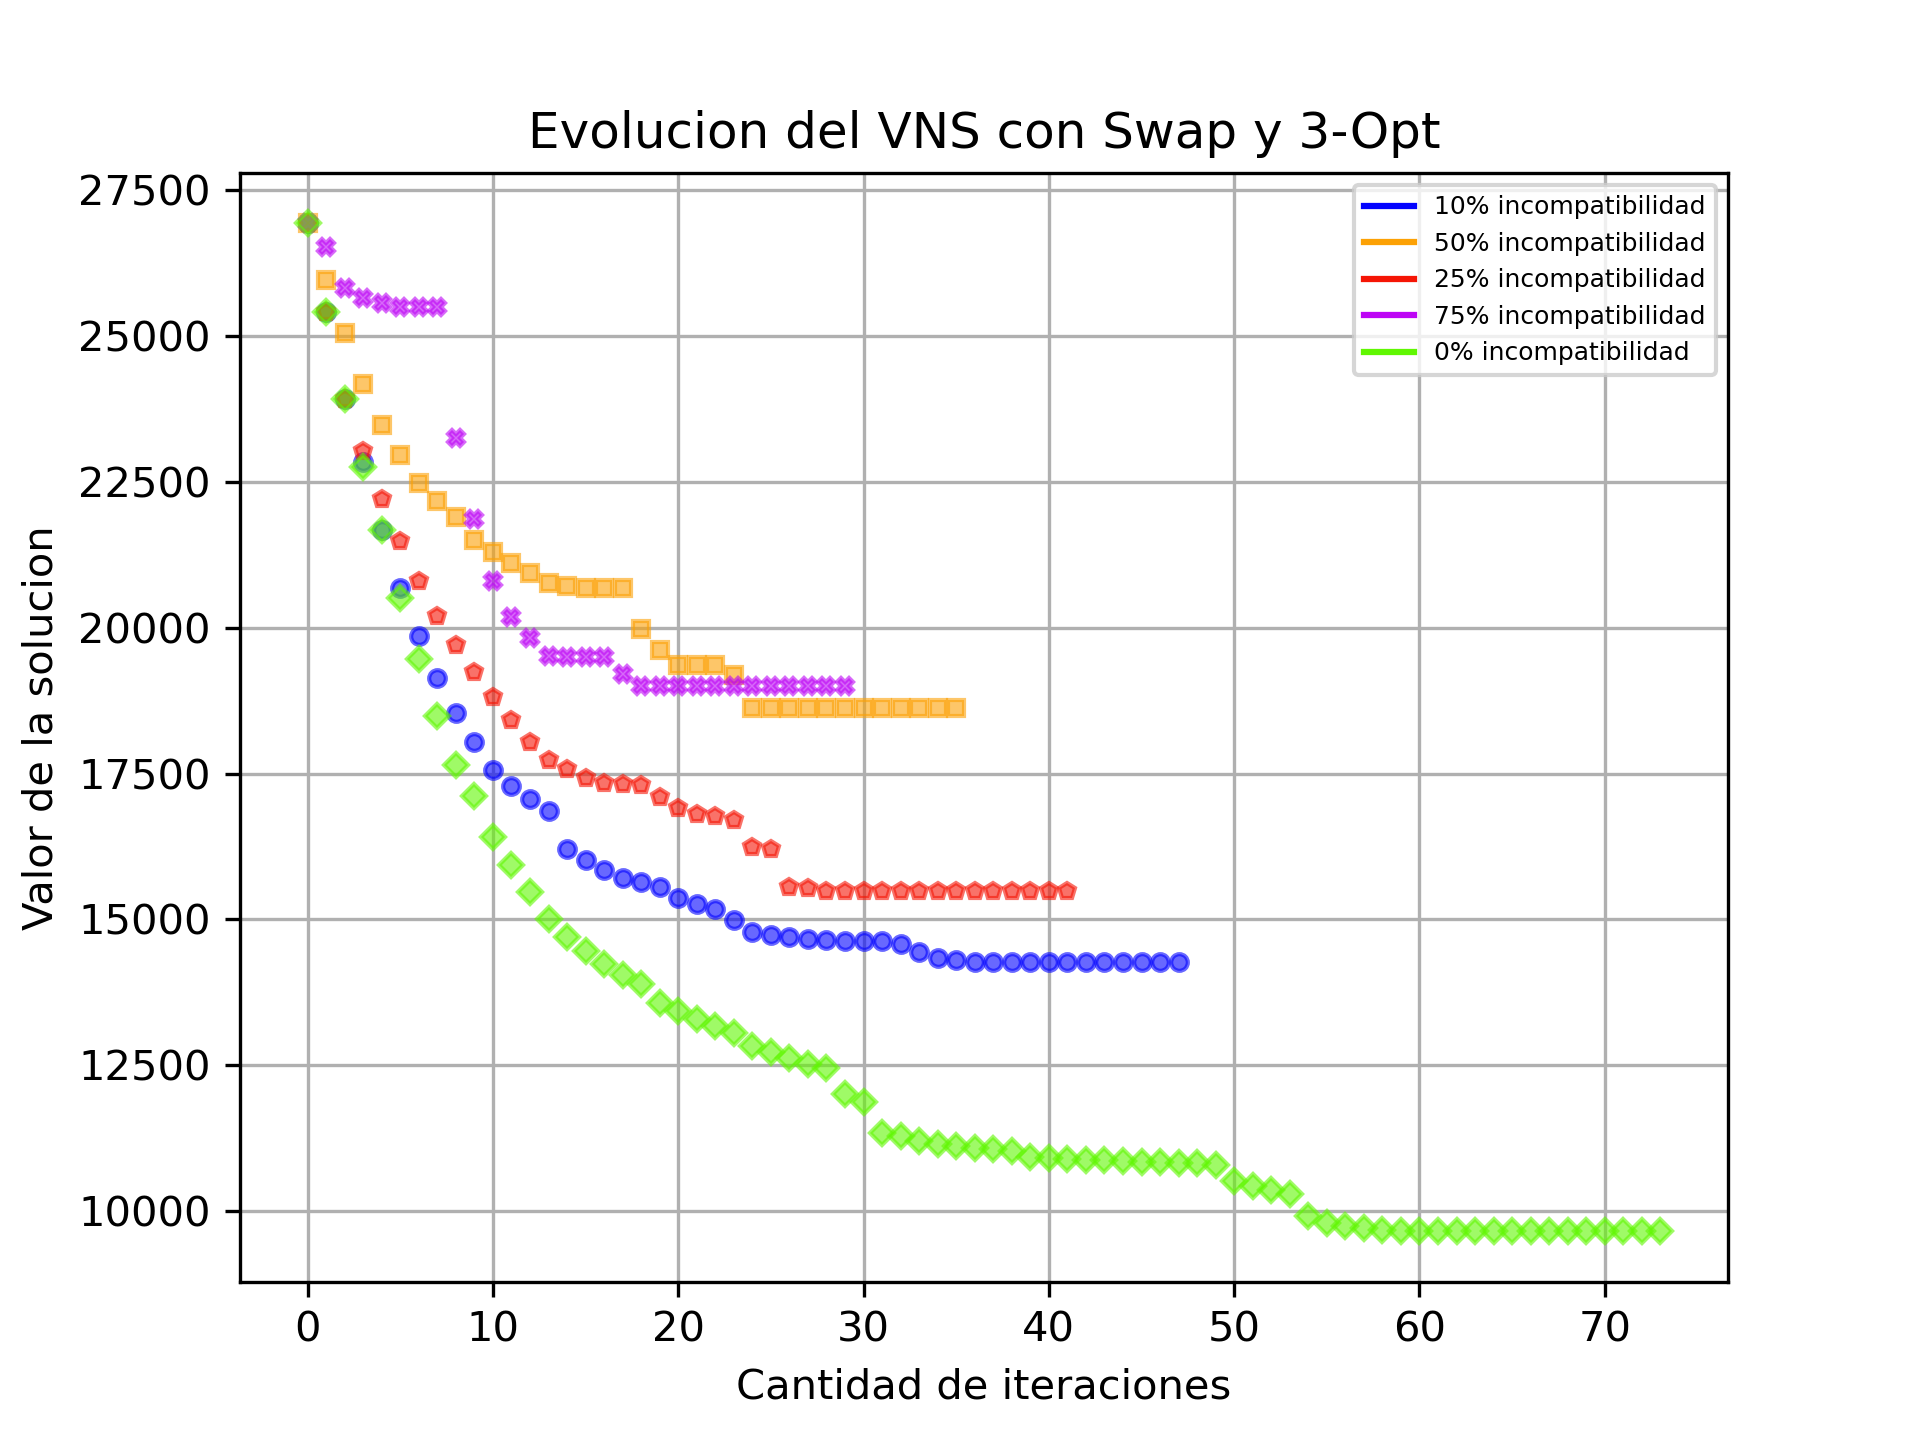 Evolucion del VNS con Swap y 3-Opt
27500
25000
22500
20000
17500
15000
12500
10000
Valor de la solucion
10% incompatibilidad
50% incompatibilidad
25% incompatibilidad
75% incompatibilidad
0% incompatibilidad
0 10 20 30 40 50 60 70
Cantidad de iteraciones